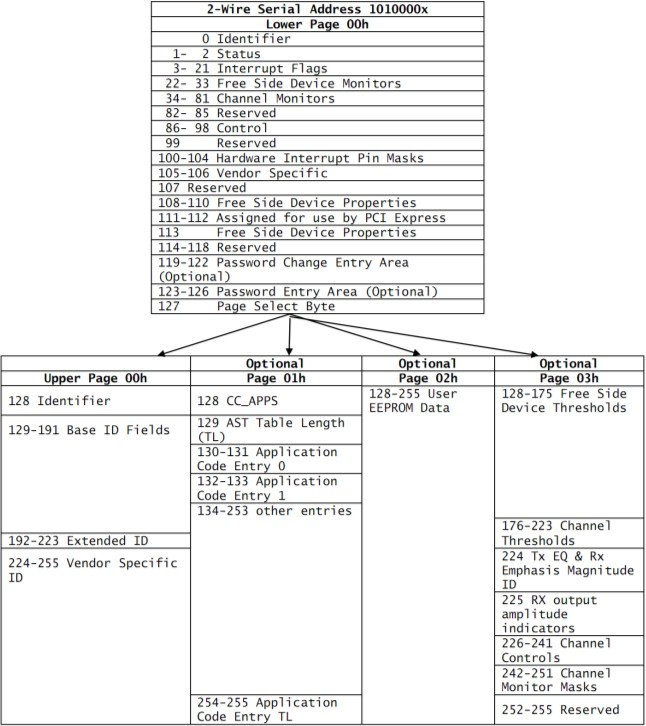 2-Wire Serial Address 1010000x
Lower Page 00h
0 Identifier
1- 2 Status
3- 21 Interrupt Flags
22- 33 Free Side Device Monitors
34- 81 Channel Monitors
82- 85 Reserved
86- 98 Control
99 Reserved
100-104 Hardware Interrupt Pin Masks
105-106 Vendor Specific
107 Reserved
108-110 Free Side Device Properties
111-112 Assigned for use by PCI Express
113 Free Side Device Properties
114-118 Reserved
119-122 Password Change Entry Area
(Optional)
123-126 Password Entry Area (Optional)
127 Page Select Byte
Upper Page 00h
128 Identifier
129-191 Base ID Fields
192-223 Extended ID
224-255 Vendor Specific
ID
Optional
Page 01h
128 CC_APPS
129 AST Table Length
(TL)
130-131 Application
Code Entry 0
132-133 Application
Code Entry 1
134-253 other entries
254-255 Application
Code Entry TL
Optional
Page 02h
128-255 User
EEPROM Data
Optional
Page 03h
128-175 Free Side
Device Thresholds
176-223 Channel
Thresholds
224 Tx EQ & Rx
Emphasis Magnitude
ID
225 RX output
amplitude
indicators
226-241 Channel
Controls
242-251 Channel
Monitor Masks
252-255 Reserved